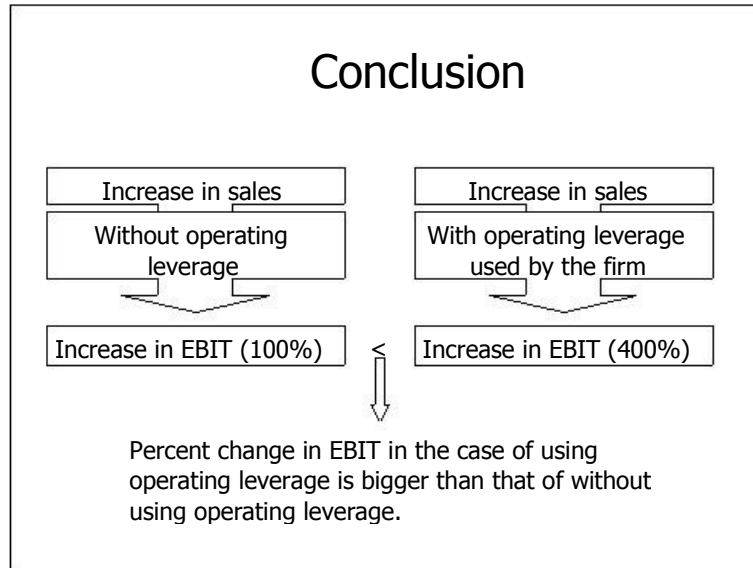 Conclusion
Increase in sales
Without operating
leverage
Increase in EBIT (100%)
<
Increase in sales
With operating leverage
used by the firm
Increase in EBIT (400%)
Percent change in EBIT in the case of using
operating leverage is bigger than that of without
using operating leverage.